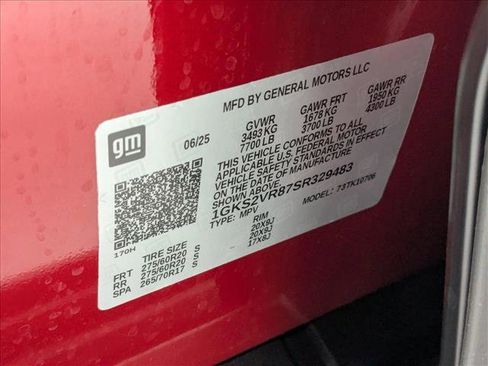 MFD BY GENERAL MOTORS LLC
gm
06/25
GVWR GAWR FRT GAWR RR
3493 KG 1678 KG 1950 KG
7700 LB 3700 LB 4300 LB
THIS VEHICLE CONFORMS TO ALL
APPLICABLE U.S. FEDERAL MOTOR
VEHICLE SAFETY STANDARDS IN EFFECT
ON THE DATE OF MANUFACTURE
SHOWN ABOVE.
1GKS2VR87SR329483
TYPE: MPV MODEL: 73TK10706
170H
TIRE SIZE RIM
FRT 275/60R20 S 20X9J
RR 275/60R20 S 20X9J
SPA 265/70R17 S 17X8J